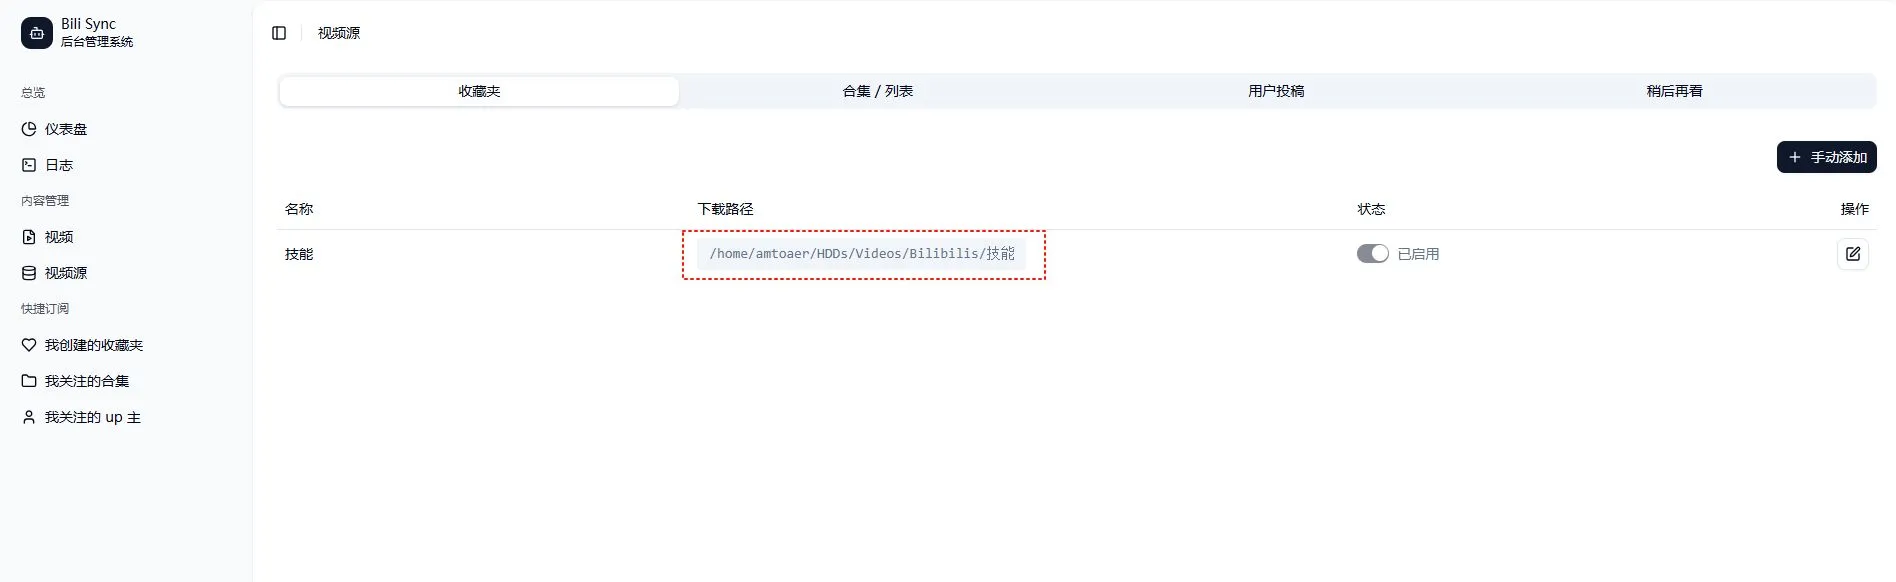 Bili Sync
后台管理系统
总览
仪表盘
日志
内容管理
视频
视频源
快捷订阅
我创建的收藏夹
我关注的合集
我关注的 up 主
视频源
收藏夹
合集 / 列表
用户投稿
稍后再看
手动添加
名称
下载路径
状态
操作
技能
/home/amtoaer/HDDs/Videos/Bilibilis/技能
已启用